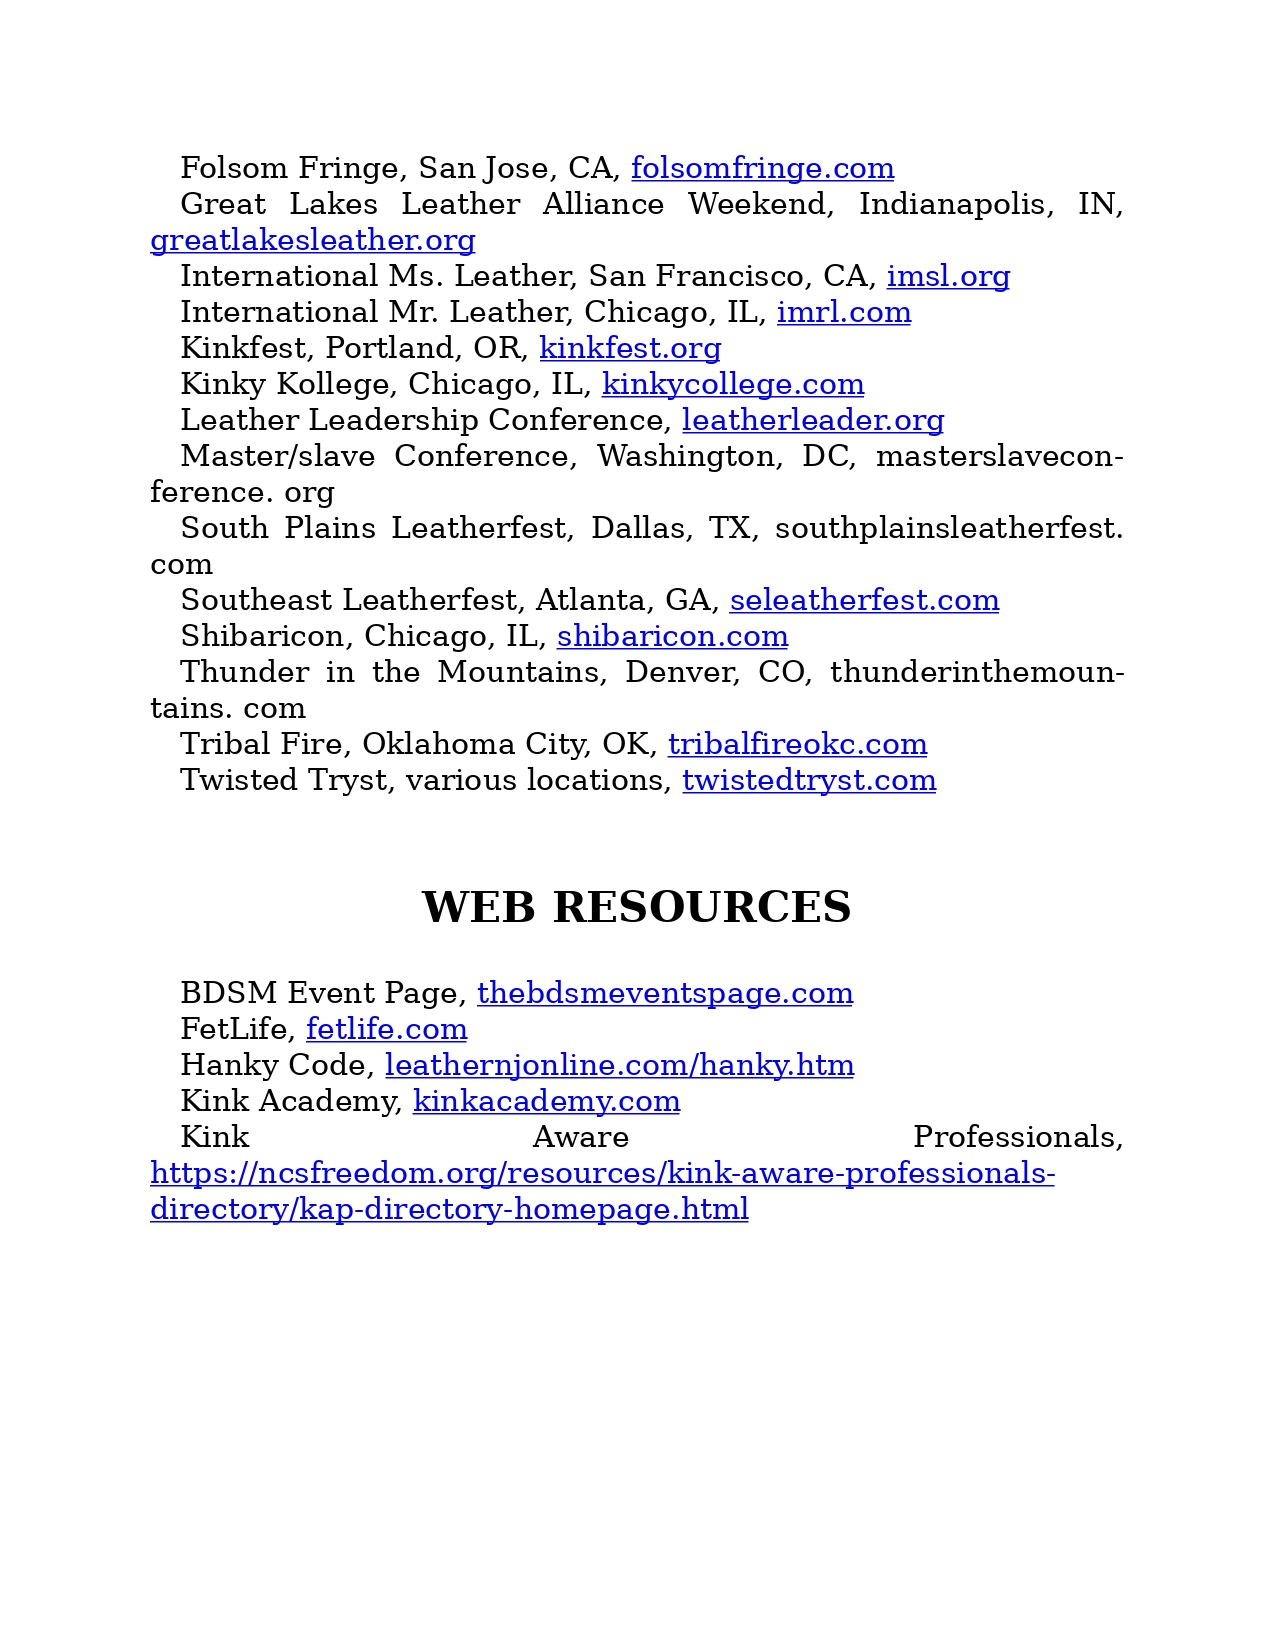 Folsom Fringe, San Jose, CA, folsomfringe.com
Great Lakes Leather Alliance Weekend, Indianapolis, IN,
greatlakesleather.org
International Ms. Leather, San Francisco, CA, imsl.org
International Mr. Leather, Chicago, IL, imrl.com
Kinkfest, Portland, OR, kinkfest.org
Kinky Kollege, Chicago, IL, kinkycollege.com
Leather Leadership Conference, leatherleader.org
Master/slave Conference, Washington, DC, masterslavecon-
ference. org
South Plains Leatherfest, Dallas, TX, southplainsleatherfest.
com
Southeast Leatherfest, Atlanta, GA, seleatherfest.com
Shibaricon, Chicago, IL, shibaricon.com
Thunder in the Mountains, Denver, CO, thunderinthemoun-
tains. com
Tribal Fire, Oklahoma City, OK, tribalfireokc.com
Twisted Tryst, various locations, twistedtryst.com
WEB RESOURCES
BDSM Event Page, thebdsmeventspage.com
FetLife, fetlife.com
Hanky Code, leathernjonline.com/hanky.htm
Kink Academy, kinkacademy.com
Kink Aware Professionals,
https://ncsfreedom.org/resources/kink-aware-professionals-
directory/kap-directory-homepage.html